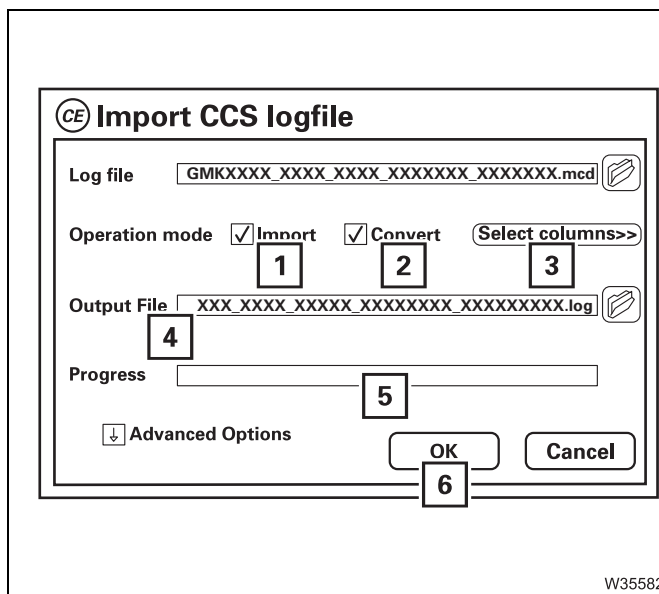 CE Import CCS logfile
Log file GMKXXXX_XXXX_XXXX_XXXXXXX_XXXXXXX.mcd
Operation mode Import Convert Select columns>>
1 2 3
Output File XXX_XXXX_XXXXX_XXXXXXXX_XXXXXXXXX.log
4
Progress
5
Advanced Options
OK Cancel
6
W35582